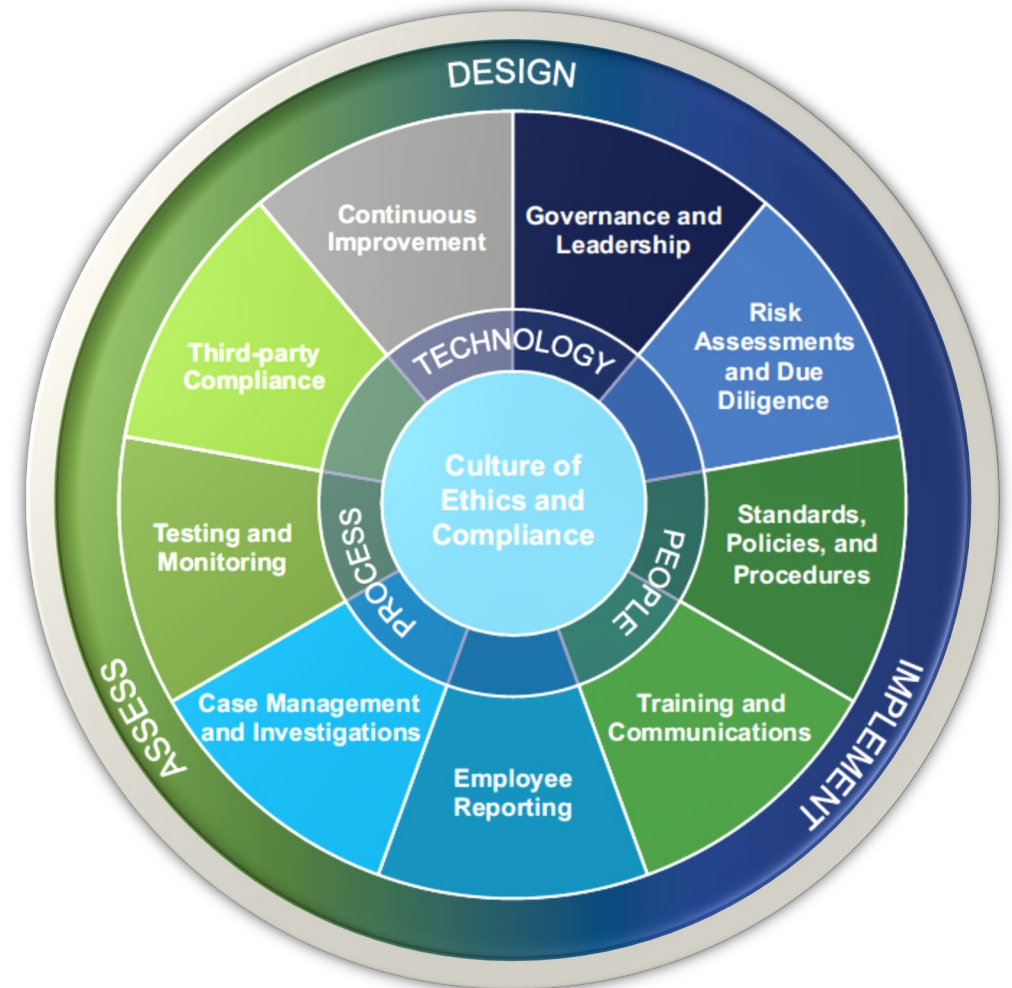 DESIGN
Continuous
Improvement
Governance and
Leadership
Risk
Assessments
and Due
Diligence
Standards,
Policies, and
Procedures
Training and
Communications
Employee
Reporting
Case Management
and Investigations
Testing and
Monitoring
Third-party
Compliance
TECHNOLOGY
PEOPLE
PROCESS
Culture of
Ethics and
Compliance
IMPLEMENT
ASSESS